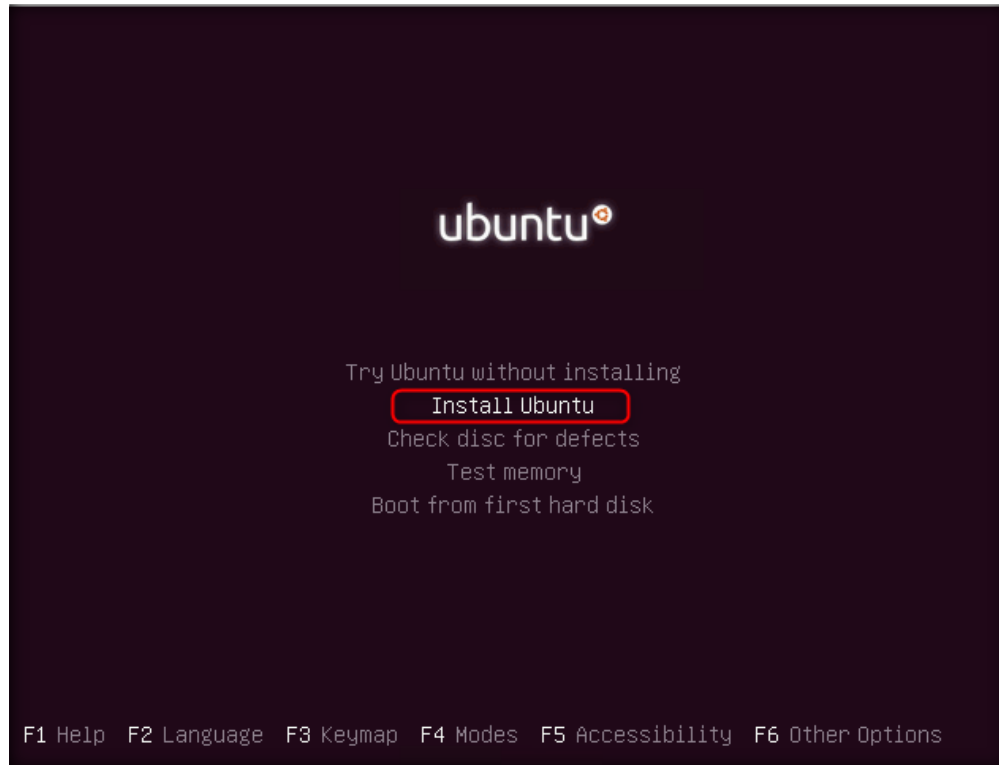 ubuntu
Try Ubuntu without installing
Install Ubuntu
Check disc for defects
Test memory
Boot from first hard disk
F1 Help F2 Language F3 Keymap F4 Modes F5 Accessibility F6 Other Options